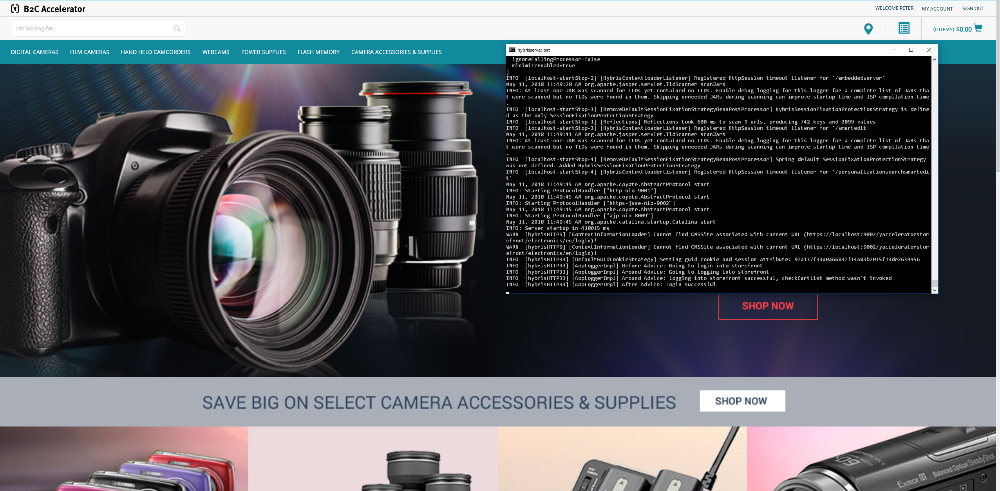 B2C Accelerator
WELCOME PETER MY ACCOUNT SIGN OUT
I'm looking for
(0 ITEMS) $0.00
DIGITAL CAMERAS FILM CAMERAS HAND HELD CAMCORDERS WEBCAMS POWER SUPPLIES FLASH MEMORY CAMERA ACCESSORIES & SUPPLIES
hybrisserver.bat
ignoreFailingProcessor=false
minimizeEnabled=true
]
INFO [localhost-startStop-2] [HybrisContextLoaderListener] Registered HttpSession timeout listener for '/embeddedserver'
May 11, 2018 11:49:28 AM org.apache.jasper.servlet.TldScanner scanJars
INFO: At least one JAR was scanned for TLDs yet contained no TLDs. Enable debug logging for this logger for a complete list of JARs tha
t were scanned but no TLDs were found in them. Skipping unneeded JARs during scanning can improve startup time and JSP compilation time
.
INFO [localhost-startStop-3] [RemoveDefaultSessionFixationStrategyBeanPostProcessor] HybrisSessionFixationProtectionStrategy is define
d as the only SessionFixationProtectionStrategy
INFO [localhost-startStop-1] [Reflections] Reflections took 600 ms to scan 9 urls, producing 742 keys and 2099 values
INFO [localhost-startStop-3] [HybrisContextLoaderListener] Registered HttpSession timeout listener for '/smartedit'
May 11, 2018 11:49:41 AM org.apache.jasper.servlet.TldScanner scanJars
INFO: At least one JAR was scanned for TLDs yet contained no TLDs. Enable debug logging for this logger for a complete list of JARs tha
t were scanned but no TLDs were found in them. Skipping unneeded JARs during scanning can improve startup time and JSP compilation time
.
INFO [localhost-startStop-4] [RemoveDefaultSessionFixationStrategyBeanPostProcessor] Spring default SessionFixationProtectionStrategy
was not defined. Added HybrisSessionFixationProtectionStrategy
INFO [localhost-startStop-4] [HybrisContextLoaderListener] Registered HttpSession timeout listener for '/personalizationsearchsmartedi
t'
May 11, 2018 11:49:45 AM org.apache.coyote.AbstractProtocol start
INFO: Starting ProtocolHandler ["http-nio-9001"]
May 11, 2018 11:49:45 AM org.apache.coyote.AbstractProtocol start
INFO: Starting ProtocolHandler ["https-jsse-nio-9002"]
May 11, 2018 11:49:45 AM org.apache.coyote.AbstractProtocol start
INFO: Starting ProtocolHandler ["ajp-nio-8009"]
May 11, 2018 11:49:45 AM org.apache.catalina.startup.Catalina start
INFO: Server startup in 418015 ms
WARN [hybrisHTTP5] [ContextInformationLoader] Cannot find CMSSite associated with current URL (https://localhost:9002/yacceleratorstor
efront/electronics/en/login)!
WARN [hybrisHTTP9] [ContextInformationLoader] Cannot find CMSSite associated with current URL (https://localhost:9002/yacceleratorstor
efront/electronics/en/login)!
INFO [hybrisHTTP33] [DefaultGUIDCookieStrategy] Setting guid cookie and session attribute: 97a137f33a0a66837f14a03b2015f13de2639956
INFO [hybrisHTTP33] [AopLoggerImpl] Before Advice: Going to login into storefront
INFO [hybrisHTTP33] [AopLoggerImpl] Around Advice: Going to logging into storefront
INFO [hybrisHTTP33] [AopLoggerImpl] Around Advice: Logging into storefront successful, checkCartList method wasn't invoked
INFO [hybrisHTTP33] [AopLoggerImpl] After Advice: Login successful
SHOP NOW
SAVE BIG ON SELECT CAMERA ACCESSORIES & SUPPLIES SHOP NOW
60x
Exmor R Balanced Optical SteadyShot